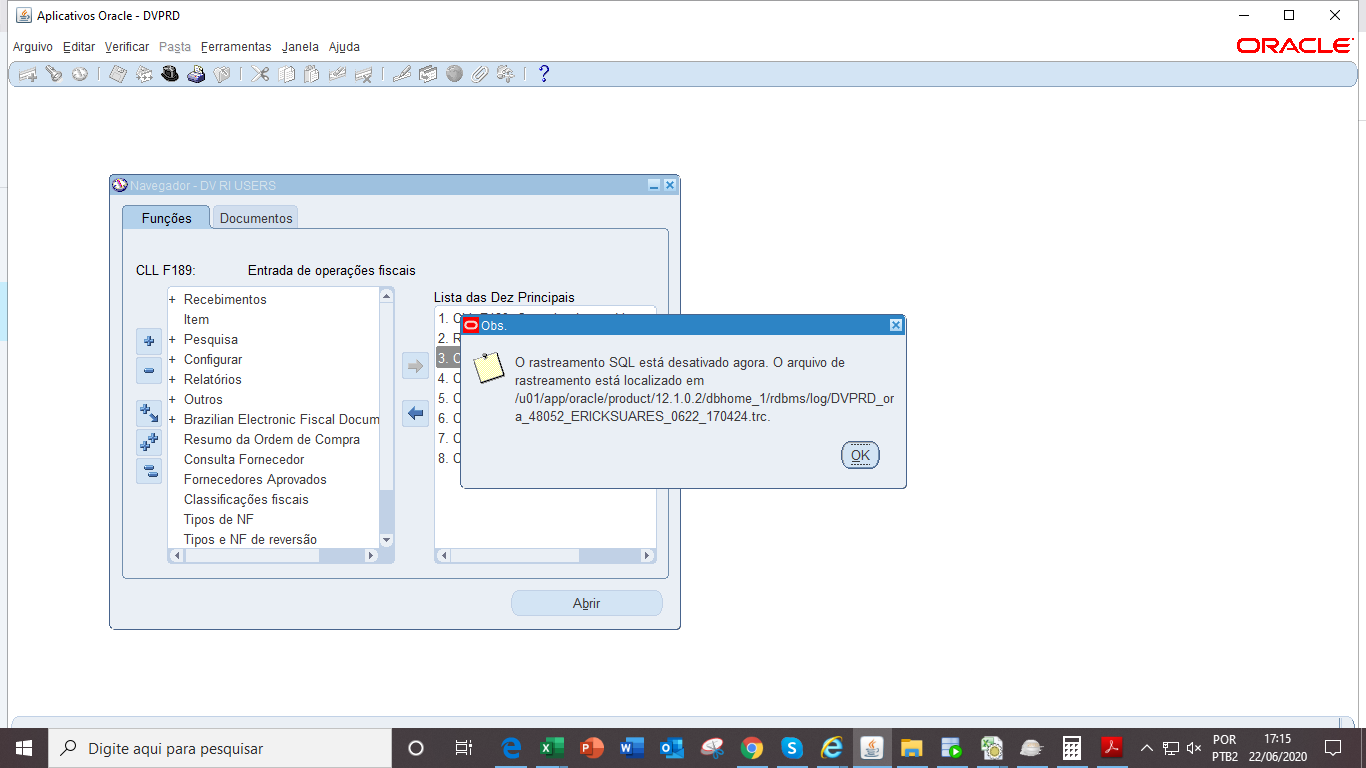 Aplicativos Oracle - DVPRD
Arquivo Editar Verificar Pasta Ferramentas Janela Ajuda
ORACLE
Navegador - DV RI USERS
Funções
Documentos
CLL F189: Entrada de operações fiscais
+ Recebimentos
Item
+ Pesquisa
+ Configurar
+ Relatórios
+ Outros
+ Brazilian Electronic Fiscal Docum
Resumo da Ordem de Compra
Consulta Fornecedor
Fornecedores Aprovados
Classificações fiscais
Tipos de NF
Tipos e NF de reversão
Lista das Dez Principais
1.
2. R
3. C
4. C
5. C
6. C
7. C
8. C
Obs.
O rastreamento SQL está desativado agora. O arquivo de
rastreamento está localizado em
/u01/app/oracle/product/12.1.0.2/dbhome_1/rdbms/log/DVPRD_or
a_48052_ERICKSUARES_0622_170424.trc.
OK
Abrir
Digite aqui para pesquisar
POR
PTB2
17:15
22/06/2020